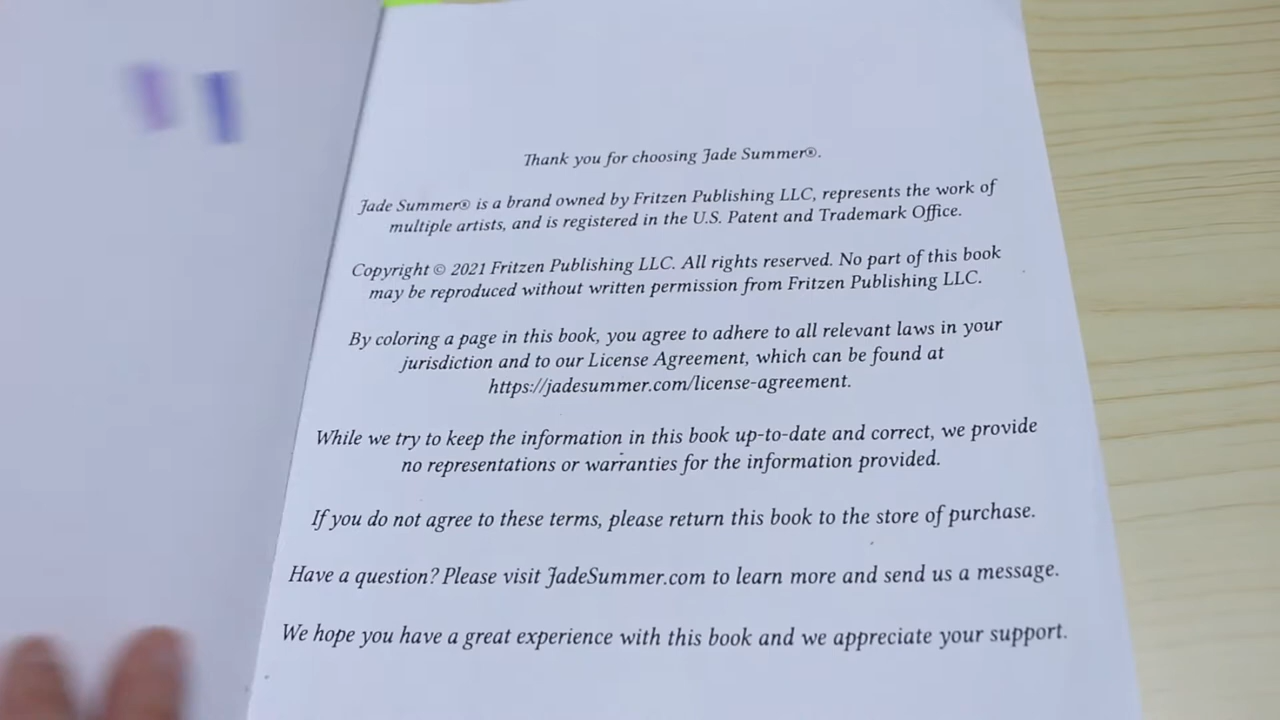 Thank you for choosing Jade Summer®.
Jade Summer® is a brand owned by Fritzen Publishing LLC, represents the work of
multiple artists, and is registered in the U.S. Patent and Trademark Office.
Copyright © 2021 Fritzen Publishing LLC. All rights reserved. No part of this book
may be reproduced without written permission from Fritzen Publishing LLC.
By coloring a page in this book, you agree to adhere to all relevant laws in your
jurisdiction and to our License Agreement, which can be found at
https://jadesummer.com/license-agreement.
While we try to keep the information in this book up-to-date and correct, we provide
no representations or warranties for the information provided.
If you do not agree to these terms, please return this book to the store of purchase.
Have a question? Please visit JadeSummer.com to learn more and send us a message.
We hope you have a great experience with this book and we appreciate your support.